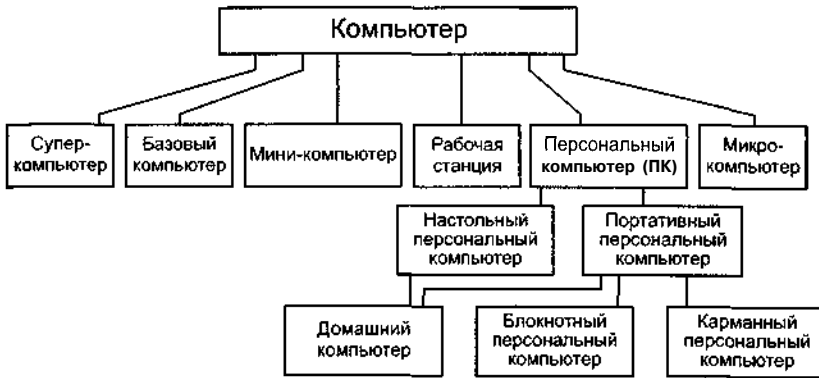 Компьютер
Супер-
компьютер
Базовый
компьютер
Мини-компьютер
Рабочая
станция
Персональный
компьютер (ПК)
Микро-
компьютер
Настольный
персональный
компьютер
Портативный
персональный
компьютер
Домашний
компьютер
Блокнотный
персональный
компьютер
Карманный
персональный
компьютер